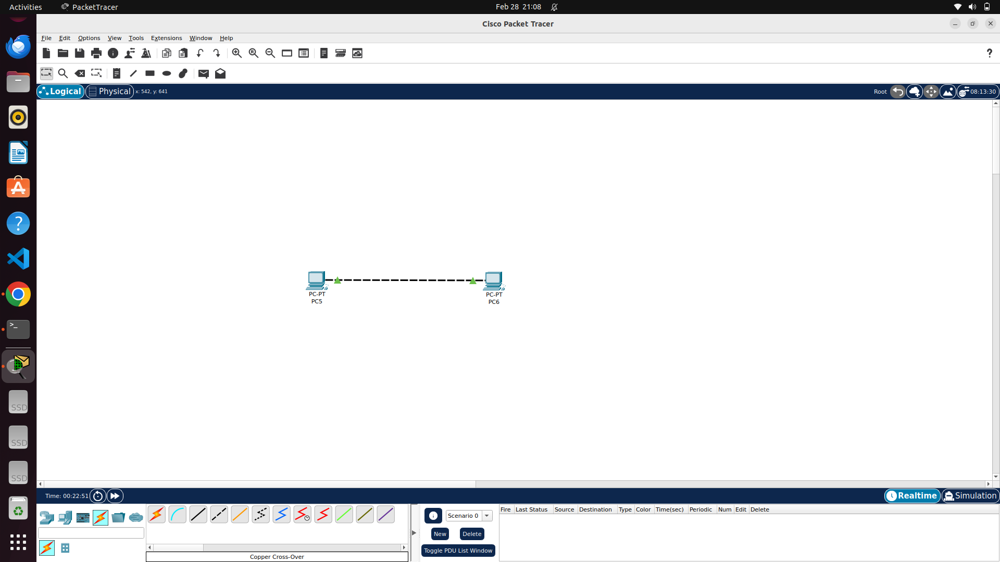 Activities PacketTracer Feb 28 21:08
Cisco Packet Tracer
File Edit Options View Tools Extensions Window Help
Logical Physical x: 542, y: 641 Root 08:13:30
PC-PT
PC5
PC-PT
PC6
SSD
SSD
SSD
Time: 00:22:51 Realtime Simulation
Scenario 0
New Delete
Toggle PDU List Window
Fire Last Status Source Destination Type Color Time(sec) Periodic Num Edit Delete
Copper Cross-Over